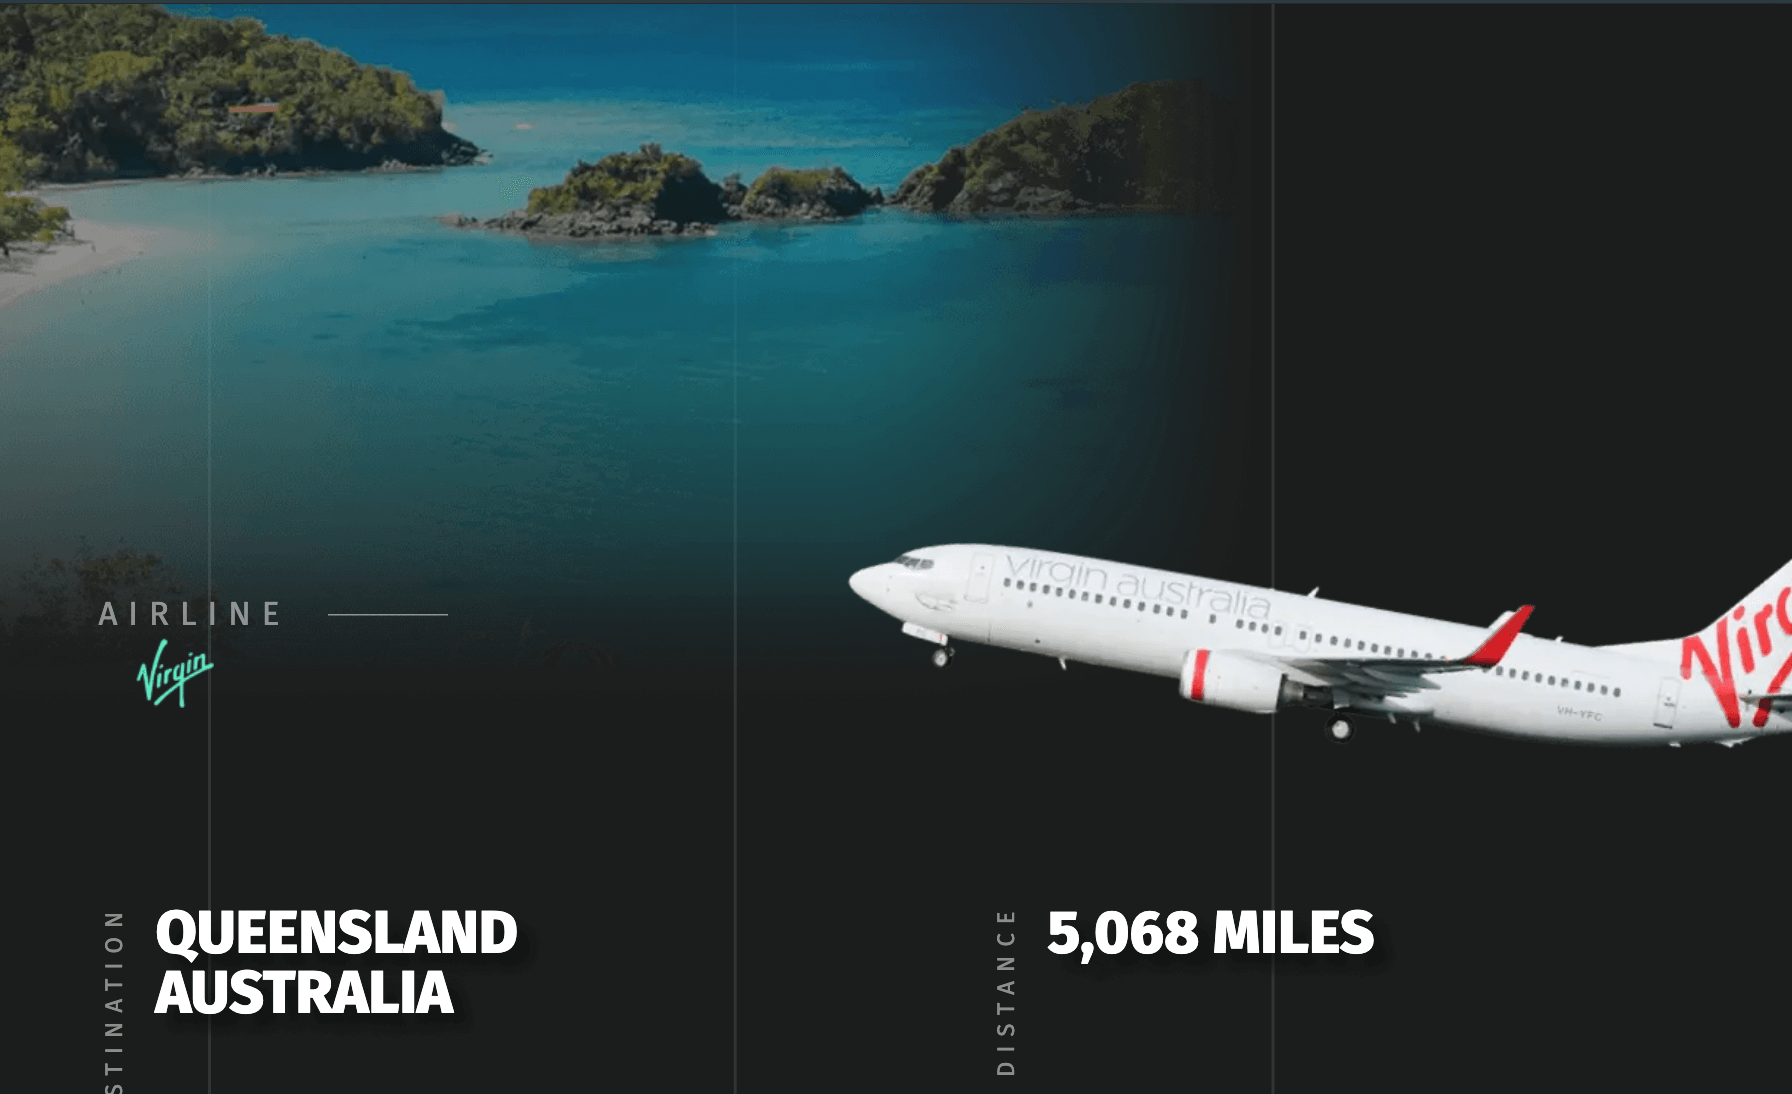 AIRLINE
Virgin
virgin australia
VH-YFC
Virg
STINATION
QUEENSLAND
AUSTRALIA
DISTANCE
5,068 MILES